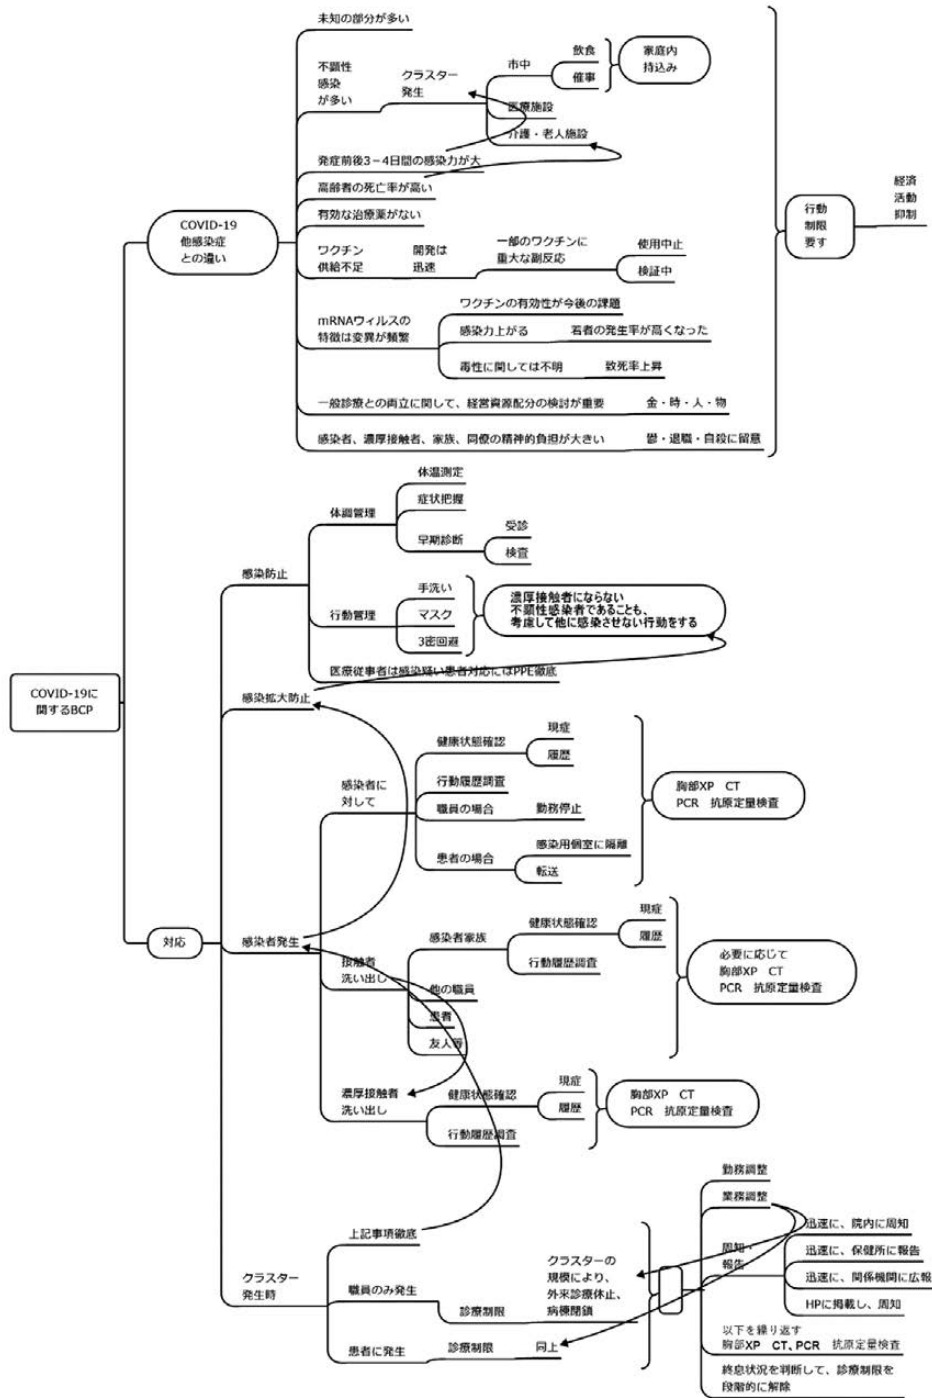 未知の部分が多い
不顕性
感染
が多い
クラスター
発生
市中
飲食
催事
家庭内
持込み
医療施設
介護・老人施設
発症前後3－4日間の感染力が大
高齢者の死亡率が高い
有効な治療薬がない
COVID-19
他感染症
との違い
ワクチン
供給不足
開発は
迅速
一部のワクチンに
重大な副反応
使用中止
検証中
行動
制限
要す
経済
活動
抑制
mRNAウィルスの
特徴は変異が頻繁
ワクチンの有効性が今後の課題
感染力上がる
若者の発生率が高くなった
毒性に関しては不明
致死率上昇
一般診療との両立に関して、経営資源配分の検討が重要
金・時・人・物
感染者、濃厚接触者、家族、同僚の精神的負担が大きい
鬱・退職・自殺に留意
COVID-19に
関するBCP
対応
感染防止
体調管理
体温測定
症状把握
早期診断
受診
検査
行動管理
手洗い
マスク
3密回避
濃厚接触者にならない
不顕性感染者であることも、
考慮して他に感染させない行動をする
医療従事者は感染疑い患者対応にはPPE徹底
感染拡大防止
感染者発生
感染者に
対して
健康状態確認
現症
履歴
行動履歴調査
職員の場合
勤務停止
患者の場合
感染用個室に隔離
転送
胸部XP　CT
PCR　抗原定量検査
接触者
洗い出し
感染者家族
健康状態確認
現症
履歴
行動履歴調査
他の職員
患者
友人等
必要に応じて
胸部XP　CT
PCR　抗原定量検査
濃厚接触者
洗い出し
健康状態確認
現症
履歴
行動履歴調査
胸部XP　CT
PCR　抗原定量検査
クラスター
発生時
上記事項徹底
職員のみ発生
診療制限
クラスターの
規模により、
外来診療休止、
病棟閉鎖
患者に発生
診療制限
同上
勤務調整
業務調整
周知・
報告
迅速に、院内に周知
迅速に、保健所に報告
迅速に、関係機関に広報
HPに掲載し、周知
以下を繰り返す
胸部XP　CT、PCR　抗原定量検査
終息状況を判断して、診療制限を
段階的に解除